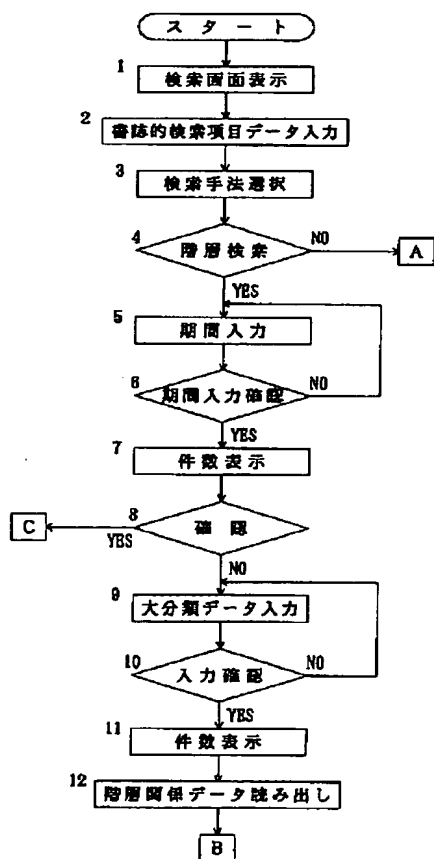 スタート
1
検索画面表示
2
書誌的検索項目データ入力
3
検索手法選択
4
階層検索
NO
A
YES
5
期間入力
6
期間入力確認
NO
YES
7
件数表示
8
確認
C
YES
NO
9
大分類データ入力
10
入力確認
NO
YES
11
件数表示
12
階層関係データ読み出し
B